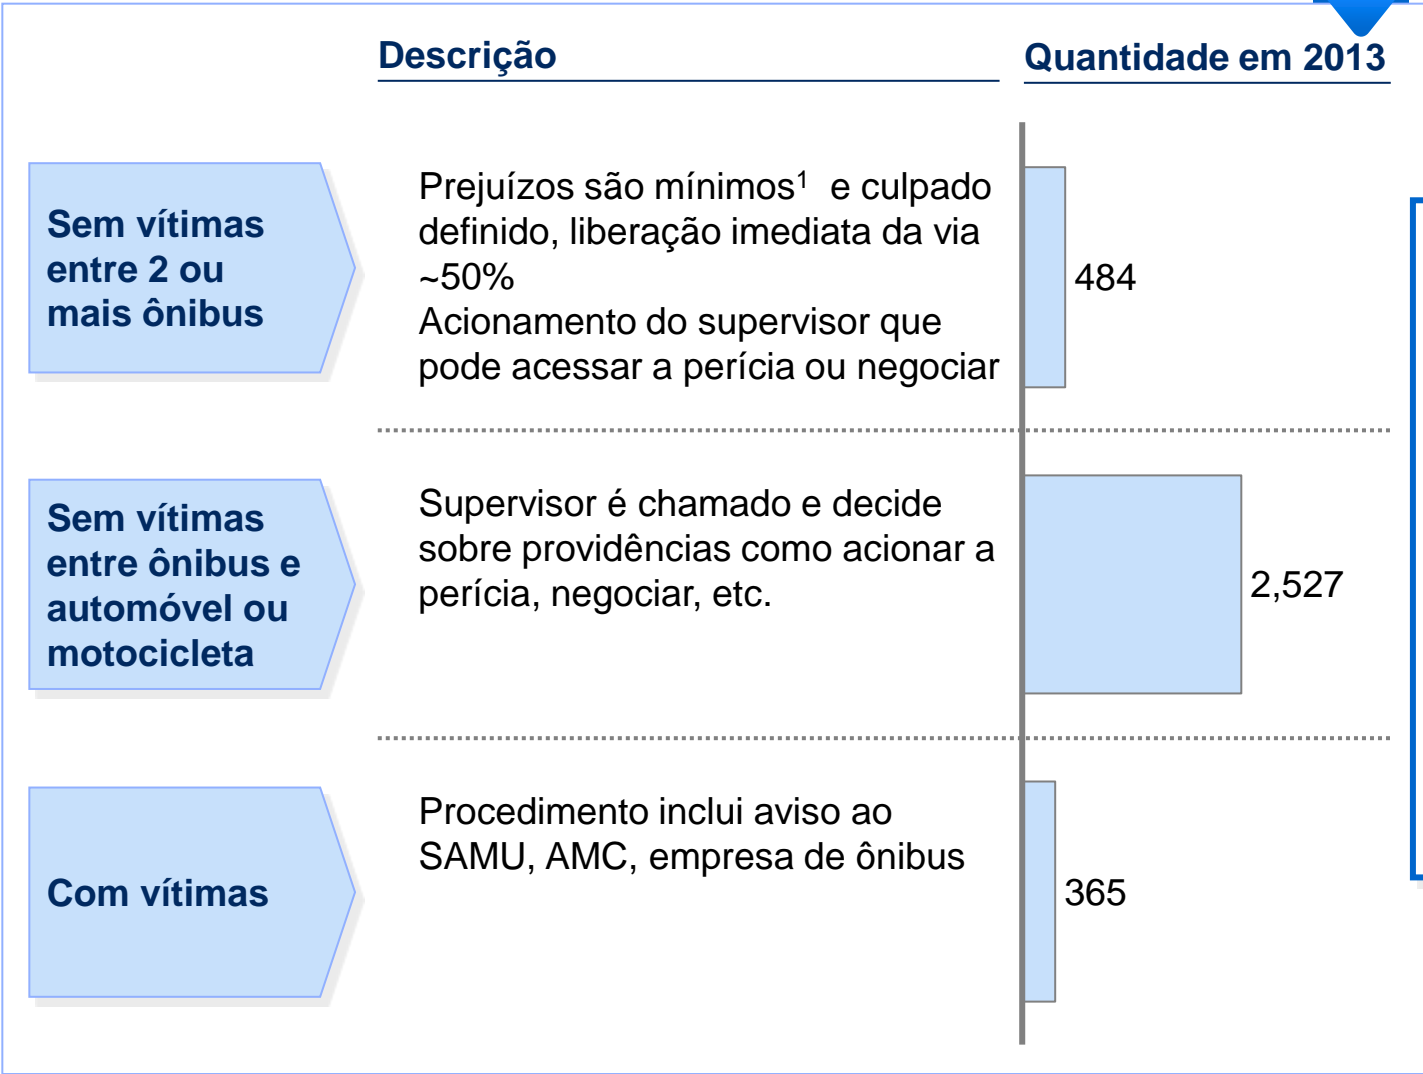 Descrição
Quantidade em 2013
Sem vítimas
entre 2 ou
mais ônibus
Prejuízos são mínimos¹ e culpado
definido, liberação imediata da via
~50%
Acionamento do supervisor que
pode acessar a perícia ou negociar
484
Sem vítimas
entre ônibus e
automóvel ou
motocicleta
Supervisor é chamado e decide
sobre providências como acionar a
perícia, negociar, etc.
2,527
Com vítimas
Procedimento inclui aviso ao
SAMU, AMC, empresa de ônibus
365